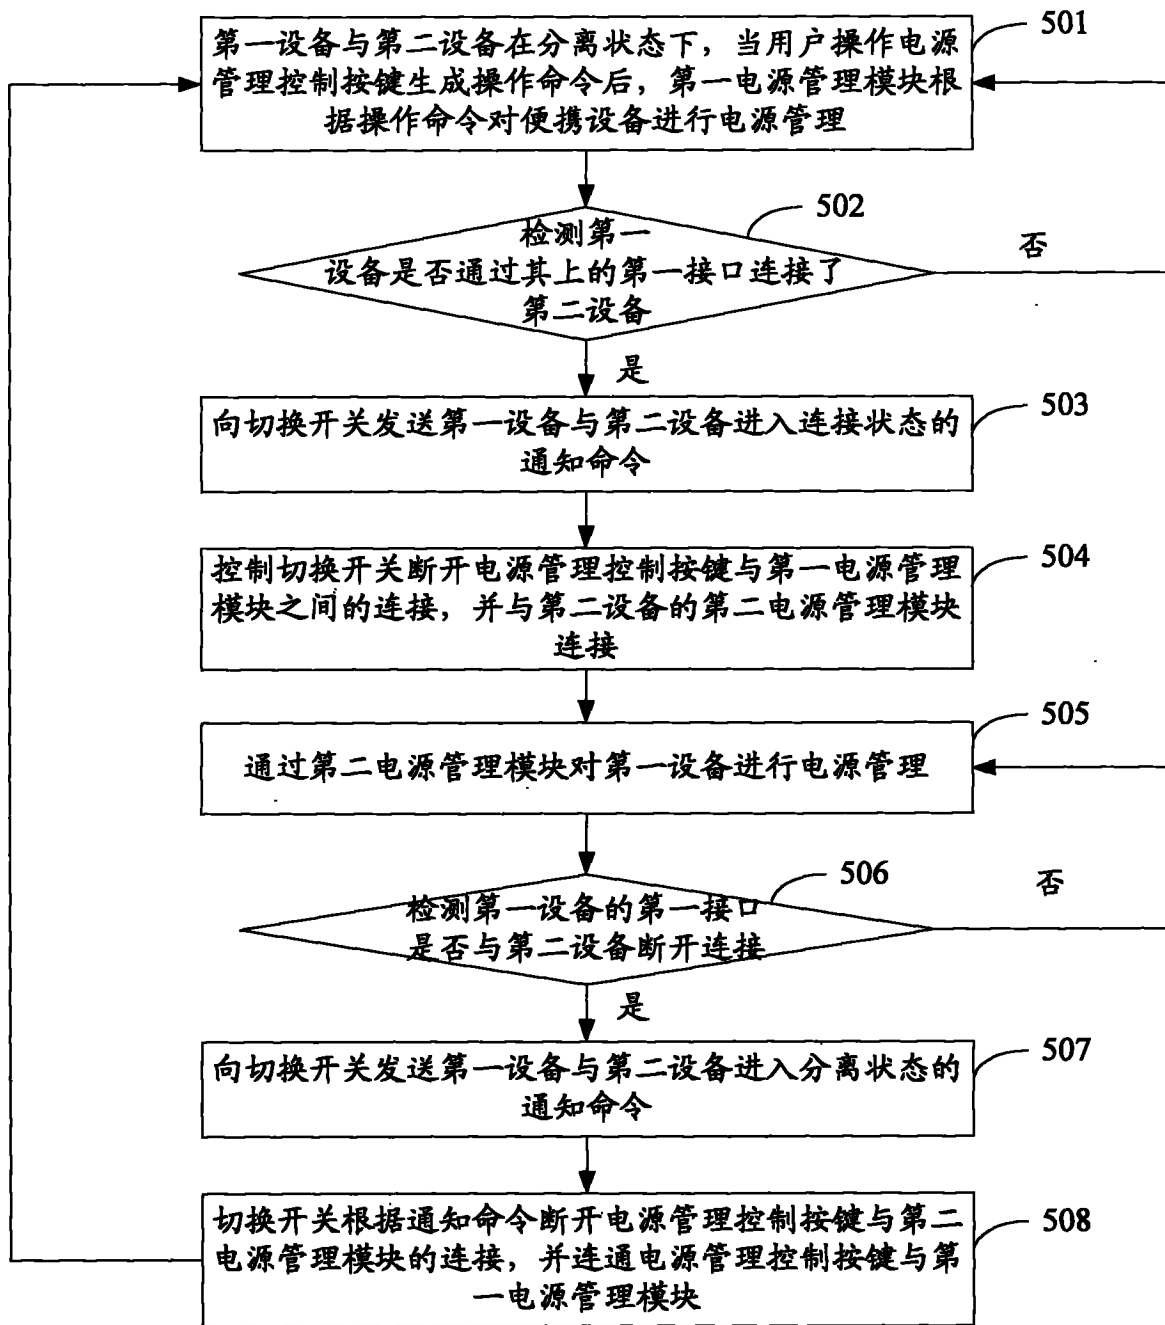 第一设备与第二设备在分离状态下，当用户操作电源
管理控制按键生成操作命令后，第一电源管理模块根
据操作命令对便携设备进行电源管理
501
检测第一
设备是否通过其上的第一接口连接了
第二设备
502
否
是
向切换开关发送第一设备与第二设备进入连接状态的
通知命令
503
控制切换开关断开电源管理控制按键与第一电源管理
模块之间的连接，并与第二设备的第二电源管理模块
连接
504
通过第二电源管理模块对第一设备进行电源管理
505
检测第一设备的第一接口
是否与第二设备断开连接
506
否
是
向切换开关发送第一设备与第二设备进入分离状态的
通知命令
507
切换开关根据通知命令断开电源管理控制按键与第二
电源管理模块的连接，并连通电源管理控制按键与第
一电源管理模块
508